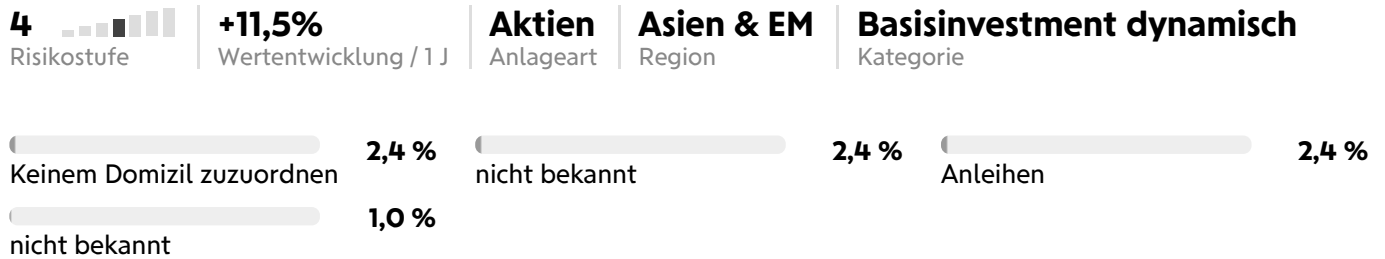 4 +11,5% Aktien Asien & EM Basisinvestment dynamisch
Risikostufe Wertentwicklung / 1 J Anlageart Region Kategorie
2,4 % 2,4 % 2,4 %
Keinem Domizil zuzuordnen nicht bekannt Anleihen
1,0 %
nicht bekannt